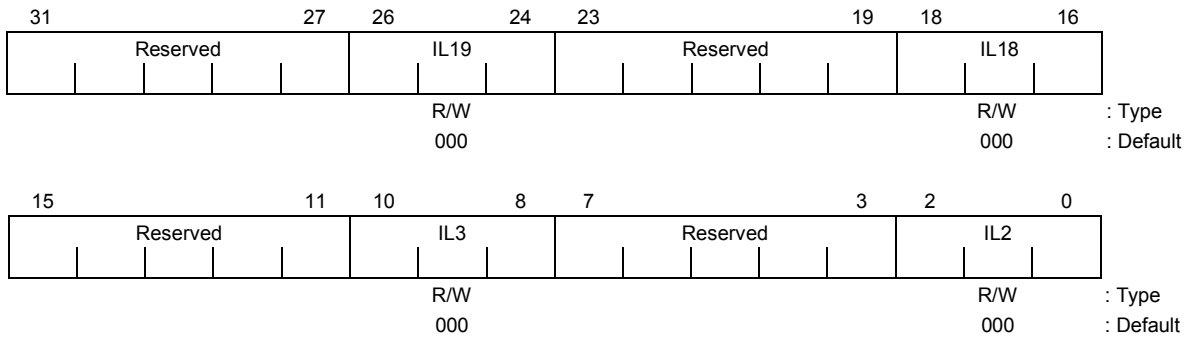 31 27 26 24 23 19 18 16
Reserved IL19 Reserved IL18
R/W R/W : Type
000 000 : Default
15 11 10 8 7 3 2 0
Reserved IL3 Reserved IL2
R/W R/W : Type
000 000 : Default